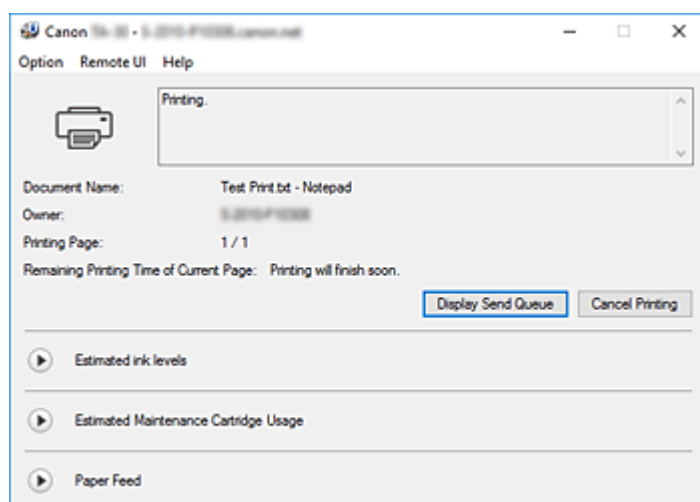 Canon
Option Remote UI Help
Printing.
Document Name: Test Print.txt - Notepad
Owner:
Printing Page: 1 / 1
Remaining Printing Time of Current Page: Printing will finish soon.
Display Send Queue Cancel Printing
Estimated ink levels
Estimated Maintenance Cartridge Usage
Paper Feed